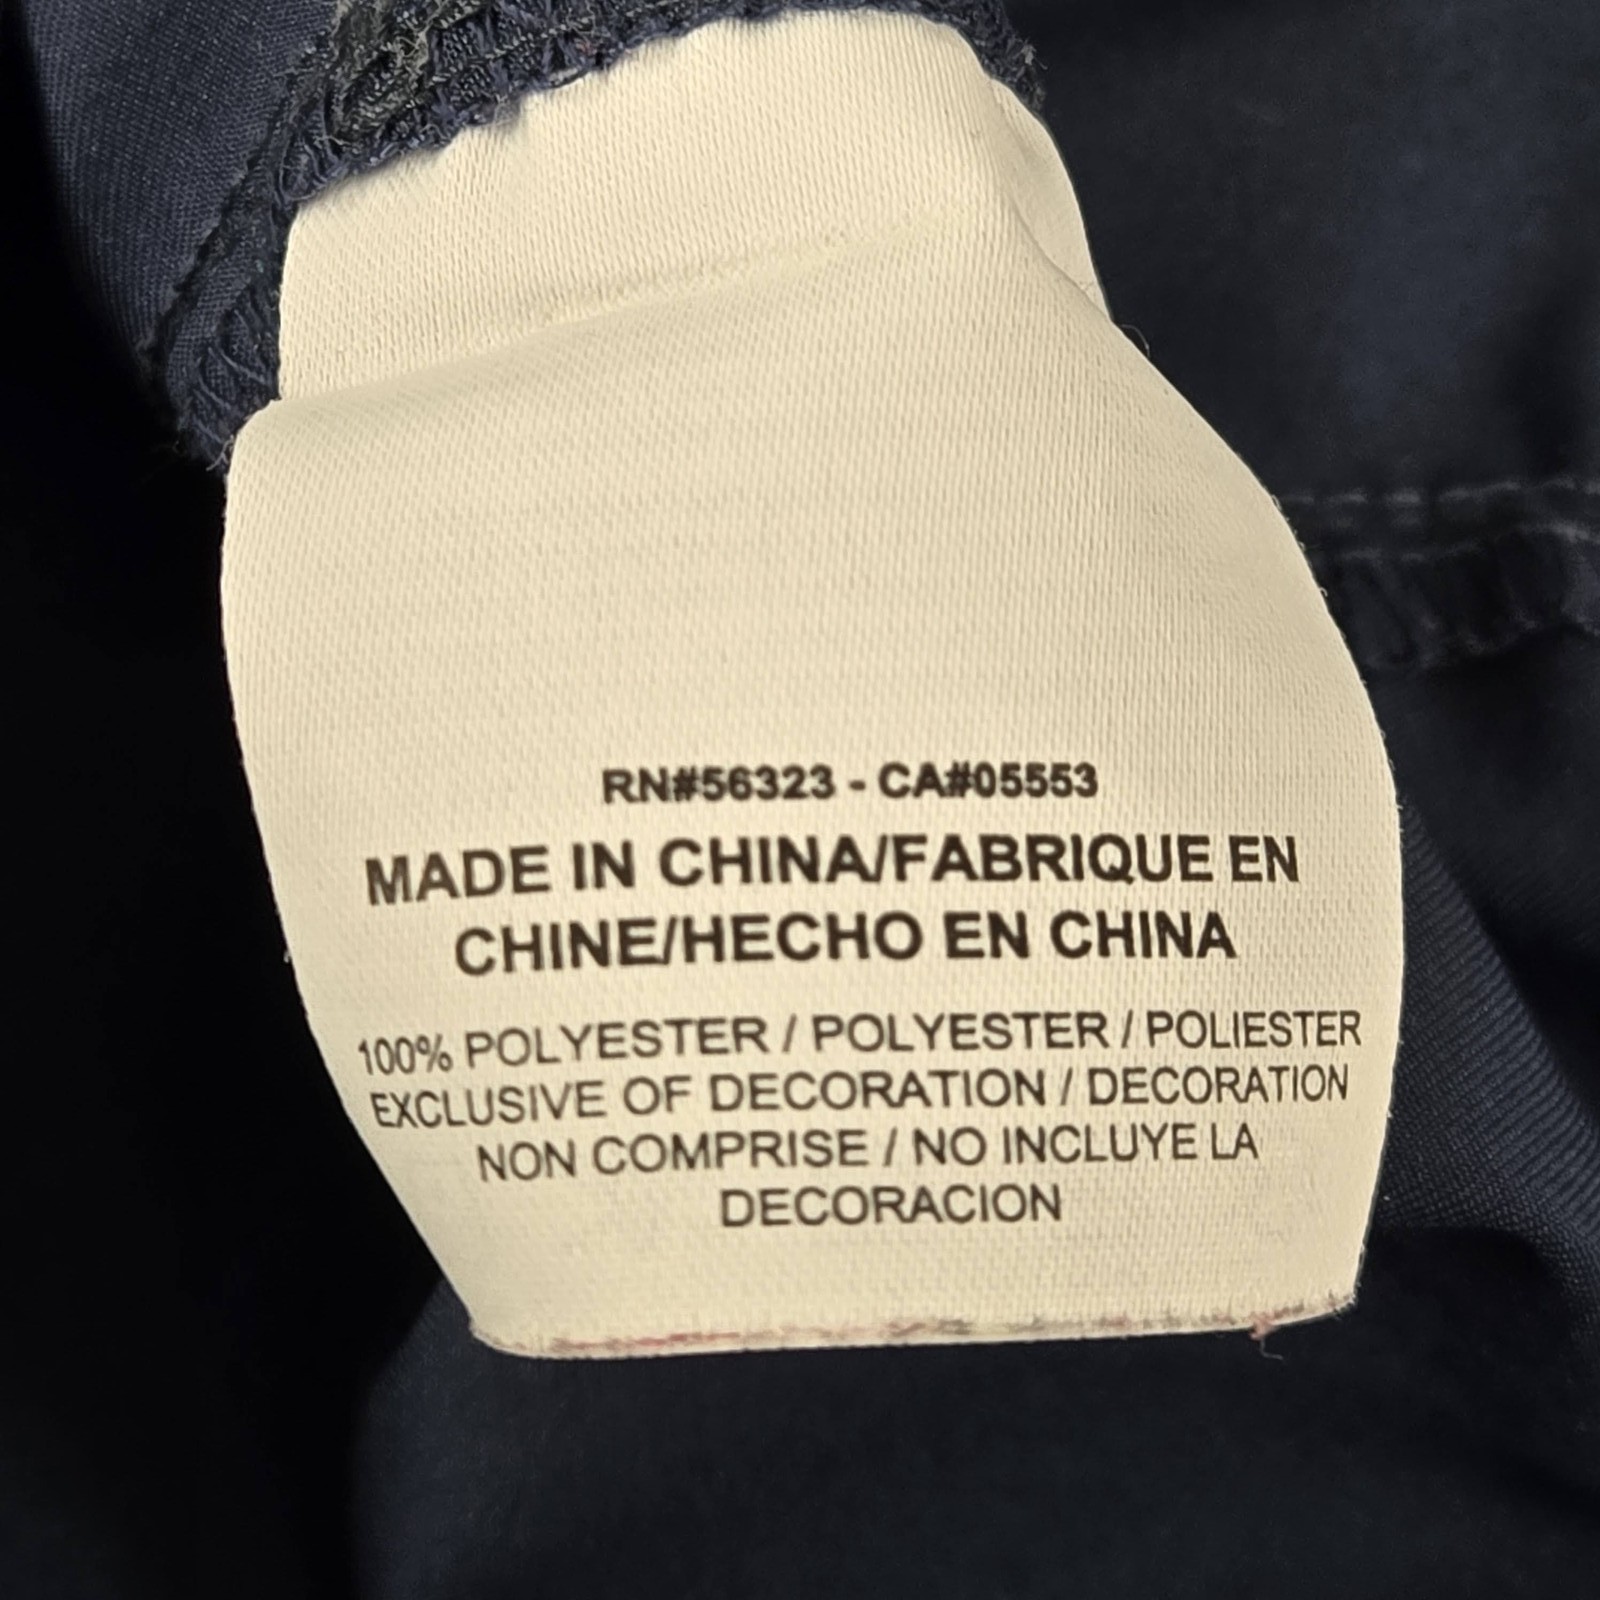 RN#56323 - CA#05553
MADE IN CHINA/FABRIQUE EN
CHINE/HECHO EN CHINA
100% POLYESTER / POLYESTER / POLIESTER
EXCLUSIVE OF DECORATION / DECORATION
NON COMPRISE / NO INCLUYE LA
DECORACION